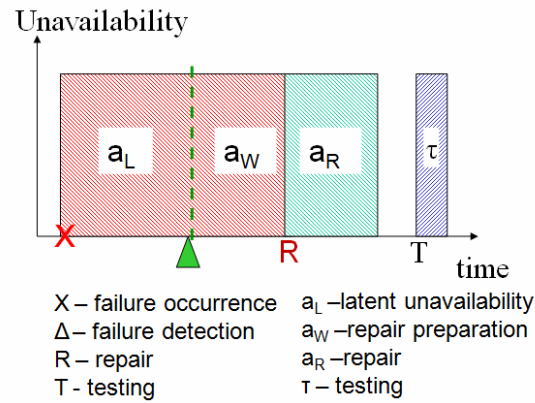 Unavailability
aL aW aR τ
X R T
time
X – failure occurrence
Δ – failure detection
R – repair
T - testing
aL –latent unavailability
aW –repair preparation
aR –repair
τ – testing